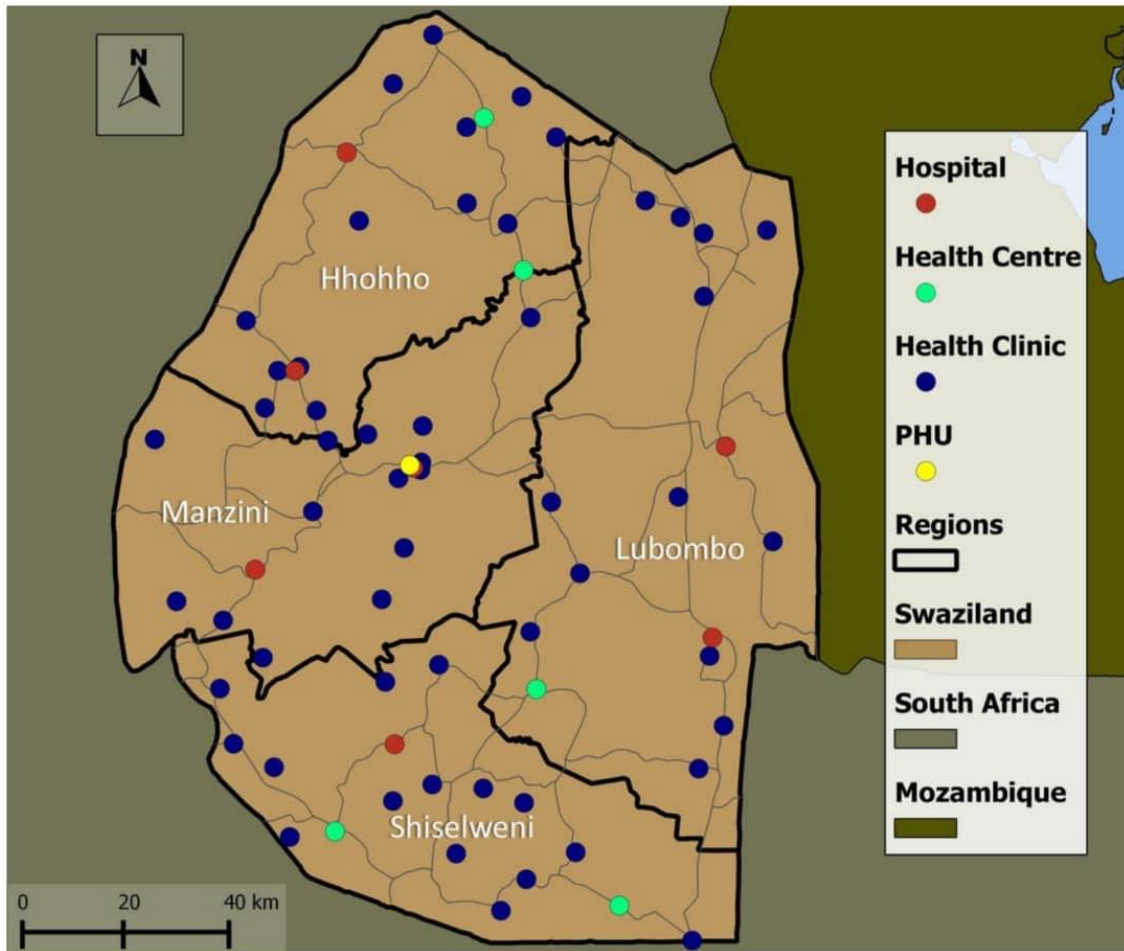 N
Hhohho
Manzini
Lubombo
Shiselweni
Hospital
Health Centre
Health Clinic
PHU
Regions
Swaziland
South Africa
Mozambique
0 20 40 km